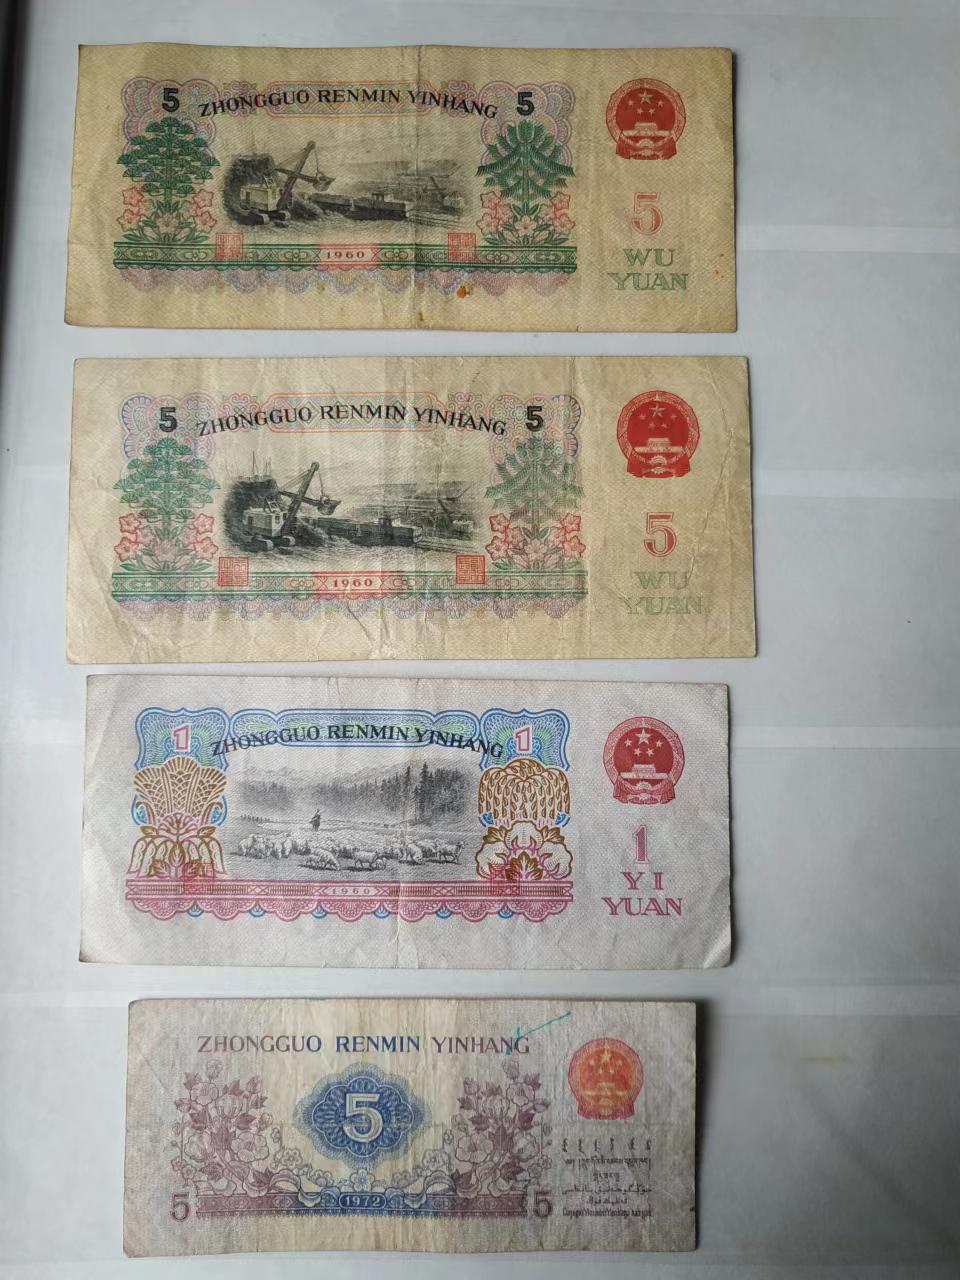 5 ZHONGGUO RENMIN YINHANG 5
5
1960
WU
YUAN
5 ZHONGGUO RENMIN YINHANG 5
5
1960
WU
YUAN
1 ZHONGGUO RENMIN YINHANG 1
1
1960
YI
YUAN
ZHONGGUO RENMIN YINHANG
5
5 1972 5